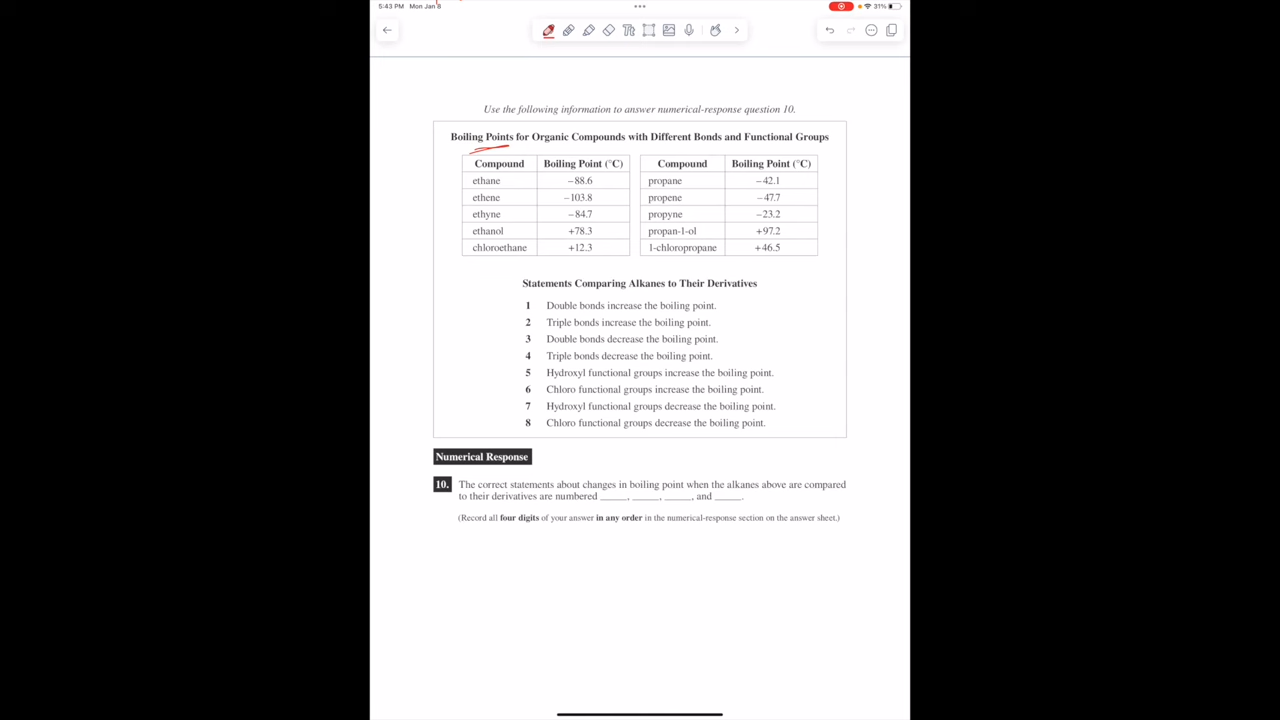 5:43 PM Mon Jan 8 31%
Use the following information to answer numerical-response question 10.
Boiling Points for Organic Compounds with Different Bonds and Functional Groups
Compound Boiling Point (°C) Compound Boiling Point (°C)
ethane −88.6 propane −42.1
ethene −103.8 propene −47.7
ethyne −84.7 propyne −23.2
ethanol +78.3 propan-1-ol +97.2
chloroethane +12.3 1-chloropropane +46.5
Statements Comparing Alkanes to Their Derivatives
1 Double bonds increase the boiling point.
2 Triple bonds increase the boiling point.
3 Double bonds decrease the boiling point.
4 Triple bonds decrease the boiling point.
5 Hydroxyl functional groups increase the boiling point.
6 Chloro functional groups increase the boiling point.
7 Hydroxyl functional groups decrease the boiling point.
8 Chloro functional groups decrease the boiling point.
Numerical Response
10. The correct statements about changes in boiling point when the alkanes above are compared
to their derivatives are numbered _____, _____, _____, and _____.
(Record all four digits of your answer in any order in the numerical-response section on the answer sheet.)